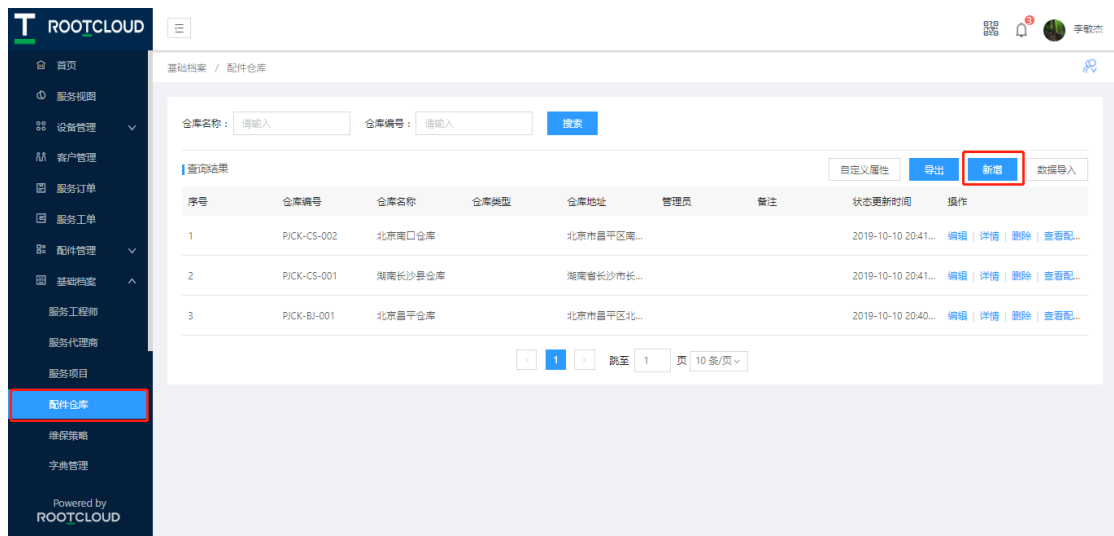 ROOTCLOUD
3
李敏杰
首页
服务视图
设备管理
客户管理
服务订单
服务工单
配件管理
基础档案
服务工程师
服务代理商
服务项目
配件仓库
维保策略
字典管理
Powered by
ROOTCLOUD
基础档案 / 配件仓库
仓库名称： 请输入 仓库编号： 请输入 搜索
查询结果 自定义属性 导出 新增 数据导入
序号 仓库编号 仓库名称 仓库类型 仓库地址 管理员 备注 状态更新时间 操作
1 PJCK-CS-002 北京南口仓库 北京市昌平区南... 2019-10-10 20:41... 编辑 | 详情 | 删除 | 查看配...
2 PJCK-CS-001 湖南长沙县仓库 湖南省长沙市长... 2019-10-10 20:41... 编辑 | 详情 | 删除 | 查看配...
3 PJCK-BJ-001 北京昌平仓库 北京市昌平区北... 2019-10-10 20:40... 编辑 | 详情 | 删除 | 查看配...
< 1 > 跳至 1 页 10 条/页